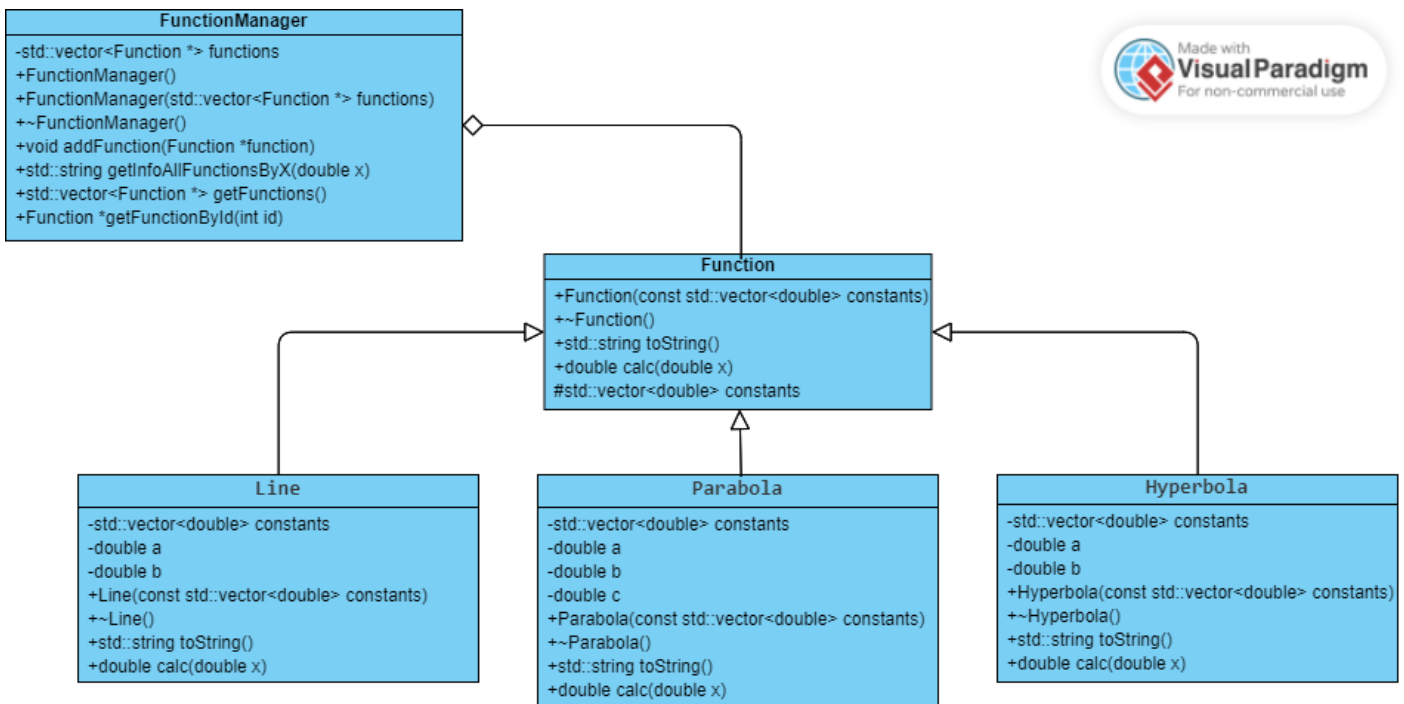 FunctionManager
-std::vector<Function *> functions
+FunctionManager()
+FunctionManager(std::vector<Function *> functions)
+~FunctionManager()
+void addFunction(Function *function)
+std::string getInfoAllFunctionsByX(double x)
+std::vector<Function *> getFunctions()
+Function *getFunctionById(int id)
Made with
Visual Paradigm
For non-commercial use
Function
+Function(const std::vector<double> constants)
+~Function()
+std::string toString()
+double calc(double x)
#std::vector<double> constants
Line
-std::vector<double> constants
-double a
-double b
+Line(const std::vector<double> constants)
+~Line()
+std::string toString()
+double calc(double x)
Parabola
-std::vector<double> constants
-double a
-double b
-double c
+Parabola(const std::vector<double> constants)
+~Parabola()
+std::string toString()
+double calc(double x)
Hyperbola
-std::vector<double> constants
-double a
-double b
+Hyperbola(const std::vector<double> constants)
+~Hyperbola()
+std::string toString()
+double calc(double x)